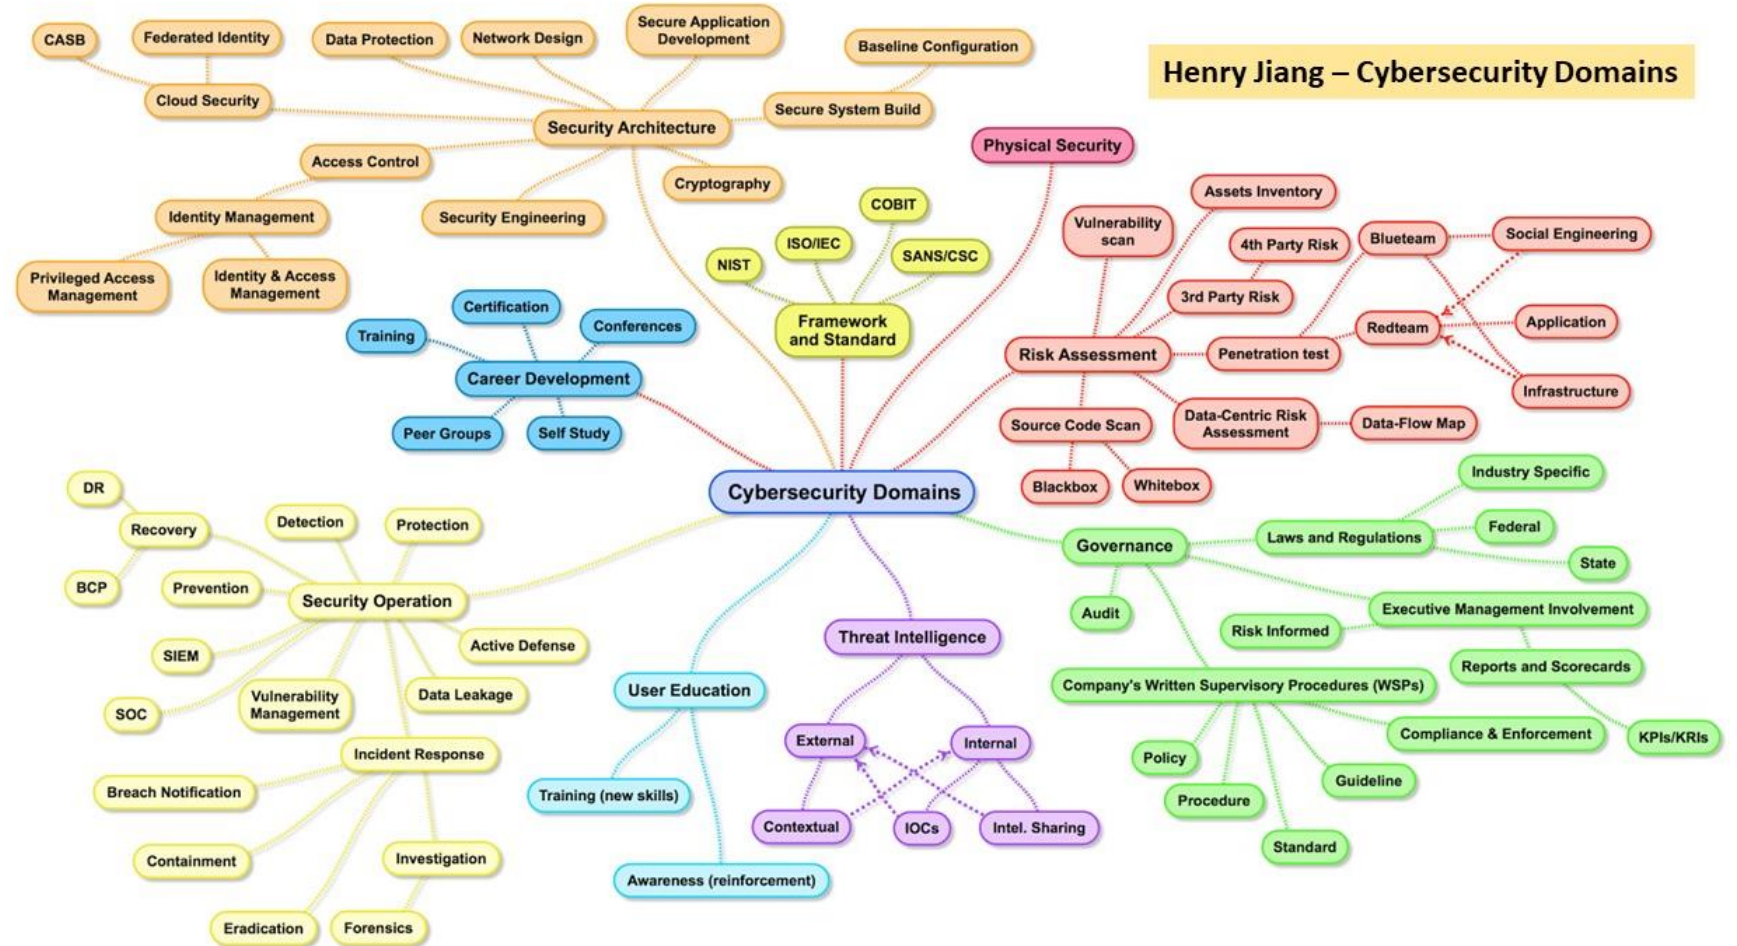 Henry Jiang – Cybersecurity Domains
CASB
Federated Identity
Data Protection
Network Design
Secure Application
Development
Baseline Configuration
Cloud Security
Security Architecture
Secure System Build
Access Control
Cryptography
Identity Management
Security Engineering
Privileged Access
Management
Identity & Access
Management
Physical Security
COBIT
ISO/IEC
NIST
SANS/CSC
Framework
and Standard
Certification
Training
Conferences
Career Development
Peer Groups
Self Study
Assets Inventory
Vulnerability
scan
4th Party Risk
Blueteam
Social Engineering
3rd Party Risk
Redteam
Application
Risk Assessment
Penetration test
Infrastructure
Source Code Scan
Data-Centric Risk
Assessment
Data-Flow Map
Blackbox
Whitebox
Cybersecurity Domains
Industry Specific
Governance
Laws and Regulations
Federal
State
Audit
Executive Management Involvement
Risk Informed
Reports and Scorecards
Company's Written Supervisory Procedures (WSPs)
Compliance & Enforcement
KPIs/KRIs
Policy
Guideline
Procedure
Standard
DR
Recovery
Detection
Protection
BCP
Prevention
Security Operation
SIEM
Active Defense
SOC
Vulnerability
Management
Data Leakage
Incident Response
Breach Notification
Containment
Investigation
Eradication
Forensics
User Education
Training (new skills)
Awareness (reinforcement)
Threat Intelligence
External
Internal
Contextual
IOCs
Intel. Sharing